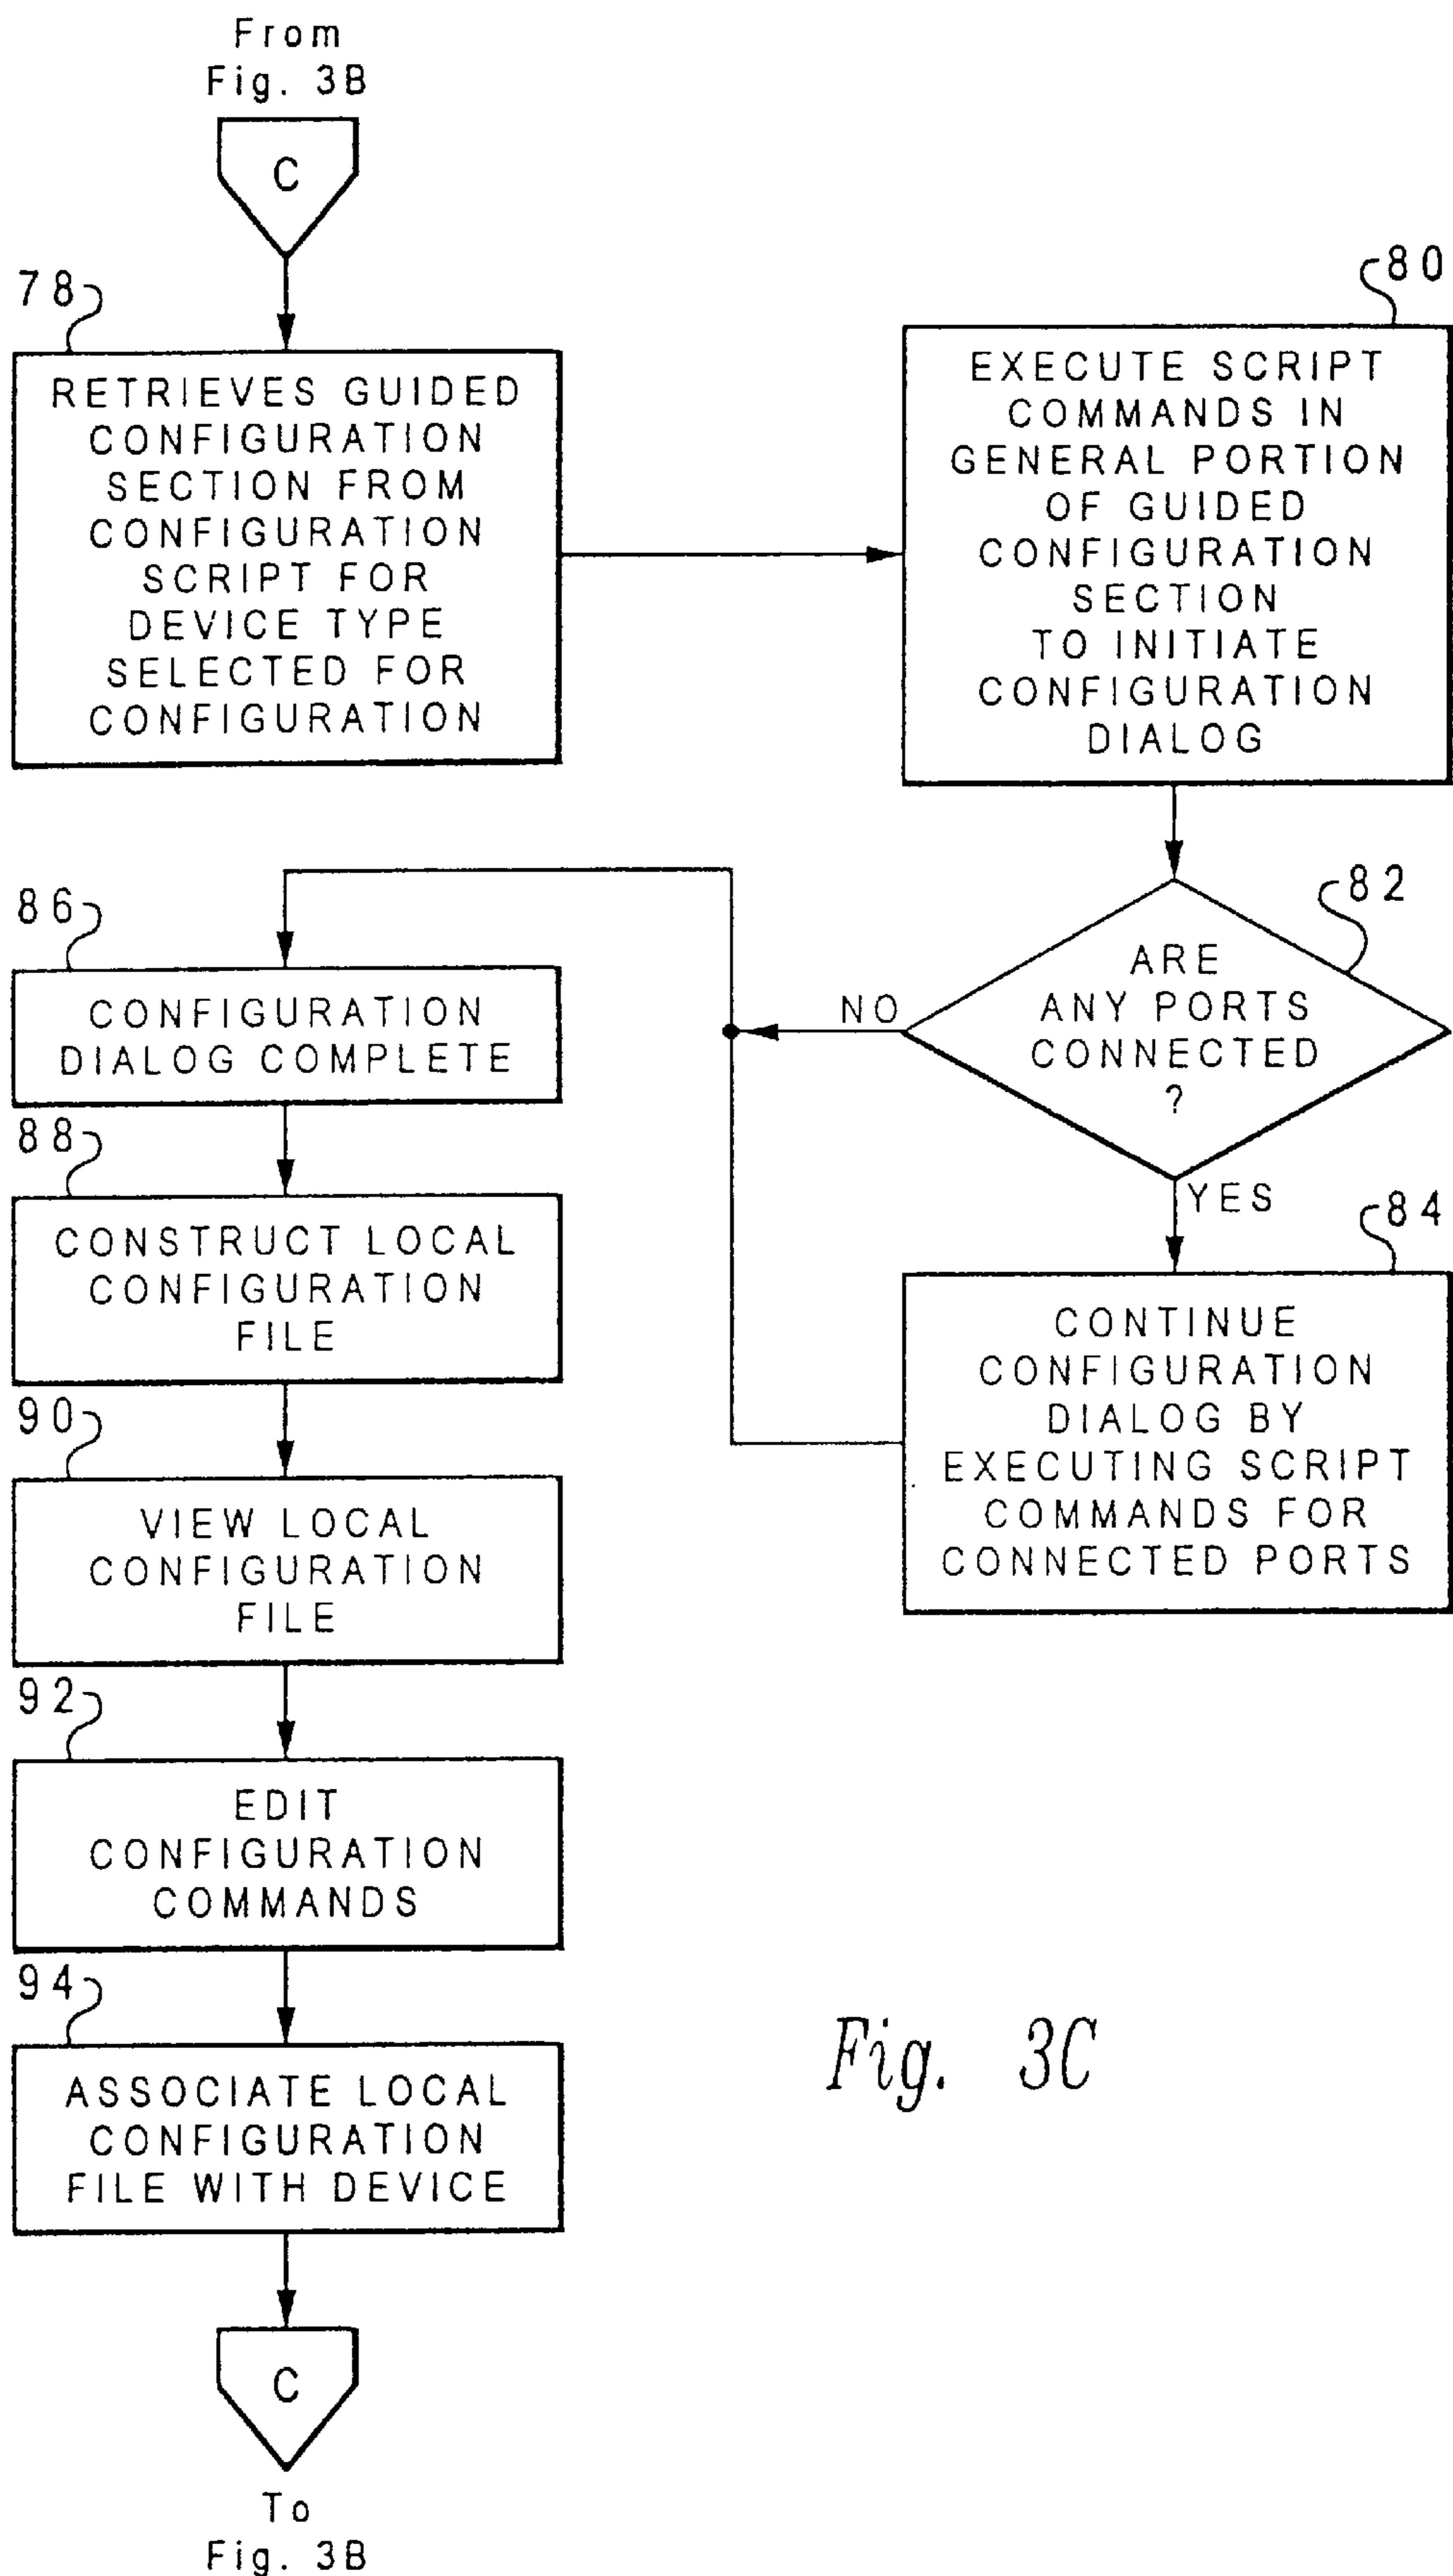 From
Fig. 3B
C
78
RETRIEVES GUIDED
CONFIGURATION
SECTION FROM
CONFIGURATION
SCRIPT FOR
DEVICE TYPE
SELECTED FOR
CONFIGURATION
80
EXECUTE SCRIPT
COMMANDS IN
GENERAL PORTION
OF GUIDED
CONFIGURATION
SECTION
TO INITIATE
CONFIGURATION
DIALOG
82
ARE
ANY PORTS
CONNECTED
?
NO
YES
84
CONTINUE
CONFIGURATION
DIALOG BY
EXECUTING SCRIPT
COMMANDS FOR
CONNECTED PORTS
86
CONFIGURATION
DIALOG COMPLETE
88
CONSTRUCT LOCAL
CONFIGURATION
FILE
90
VIEW LOCAL
CONFIGURATION
FILE
92
EDIT
CONFIGURATION
COMMANDS
94
ASSOCIATE LOCAL
CONFIGURATION
FILE WITH DEVICE
C
To
Fig. 3B
Fig. 3C